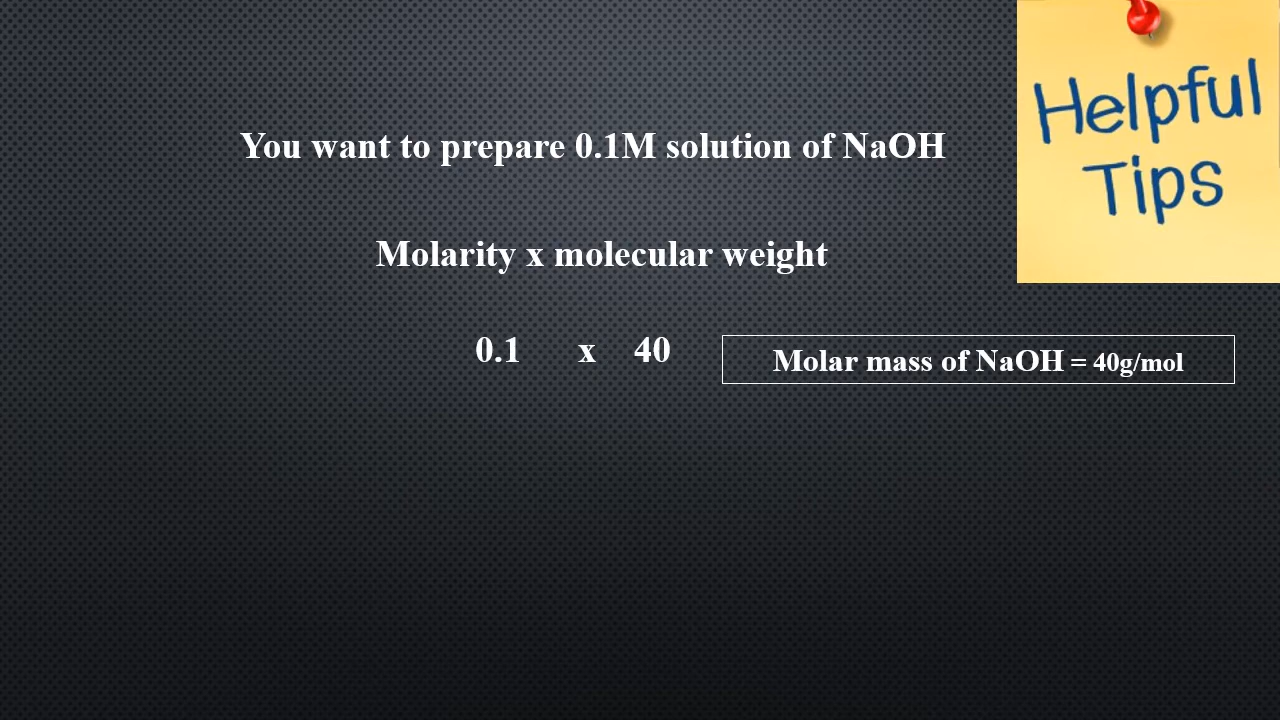 Helpful
Tips
You want to prepare 0.1M solution of NaOH
Molarity x molecular weight
0.1 x 40
Molar mass of NaOH = 40g/mol